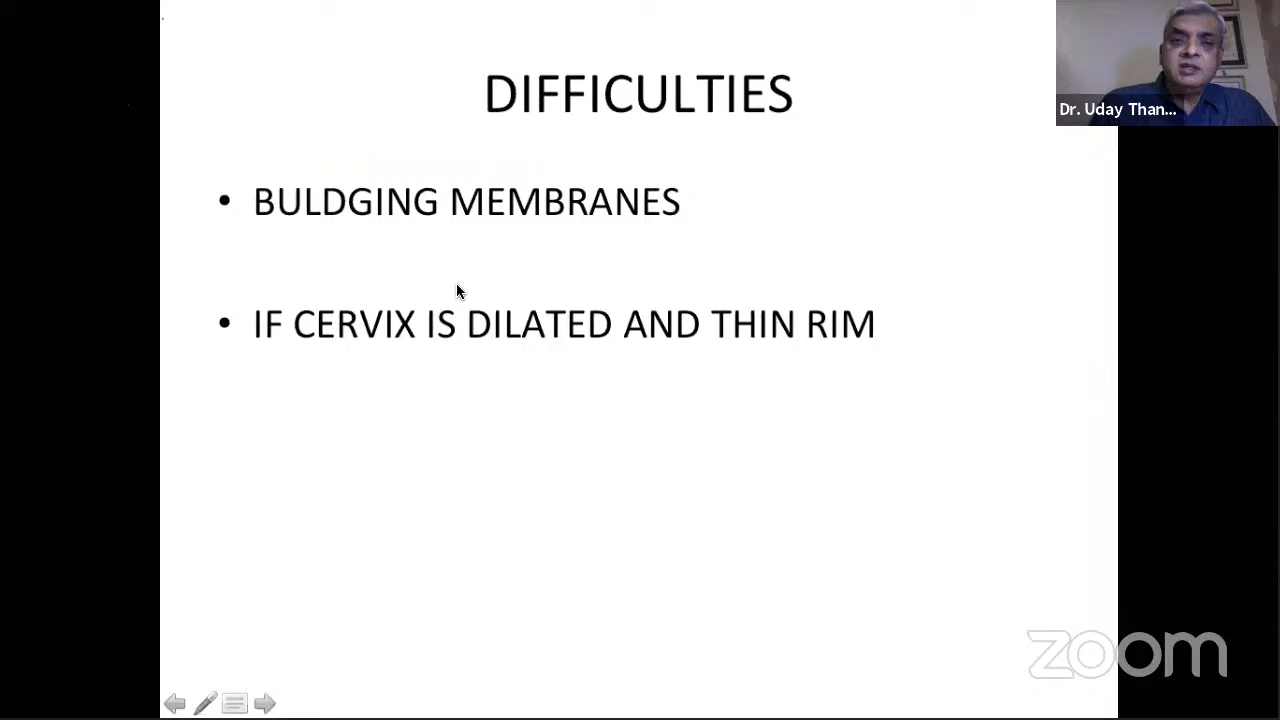 DIFFICULTIES
Dr. Uday Than...
• BULDGING MEMBRANES
• IF CERVIX IS DILATED AND THIN RIM
zoom